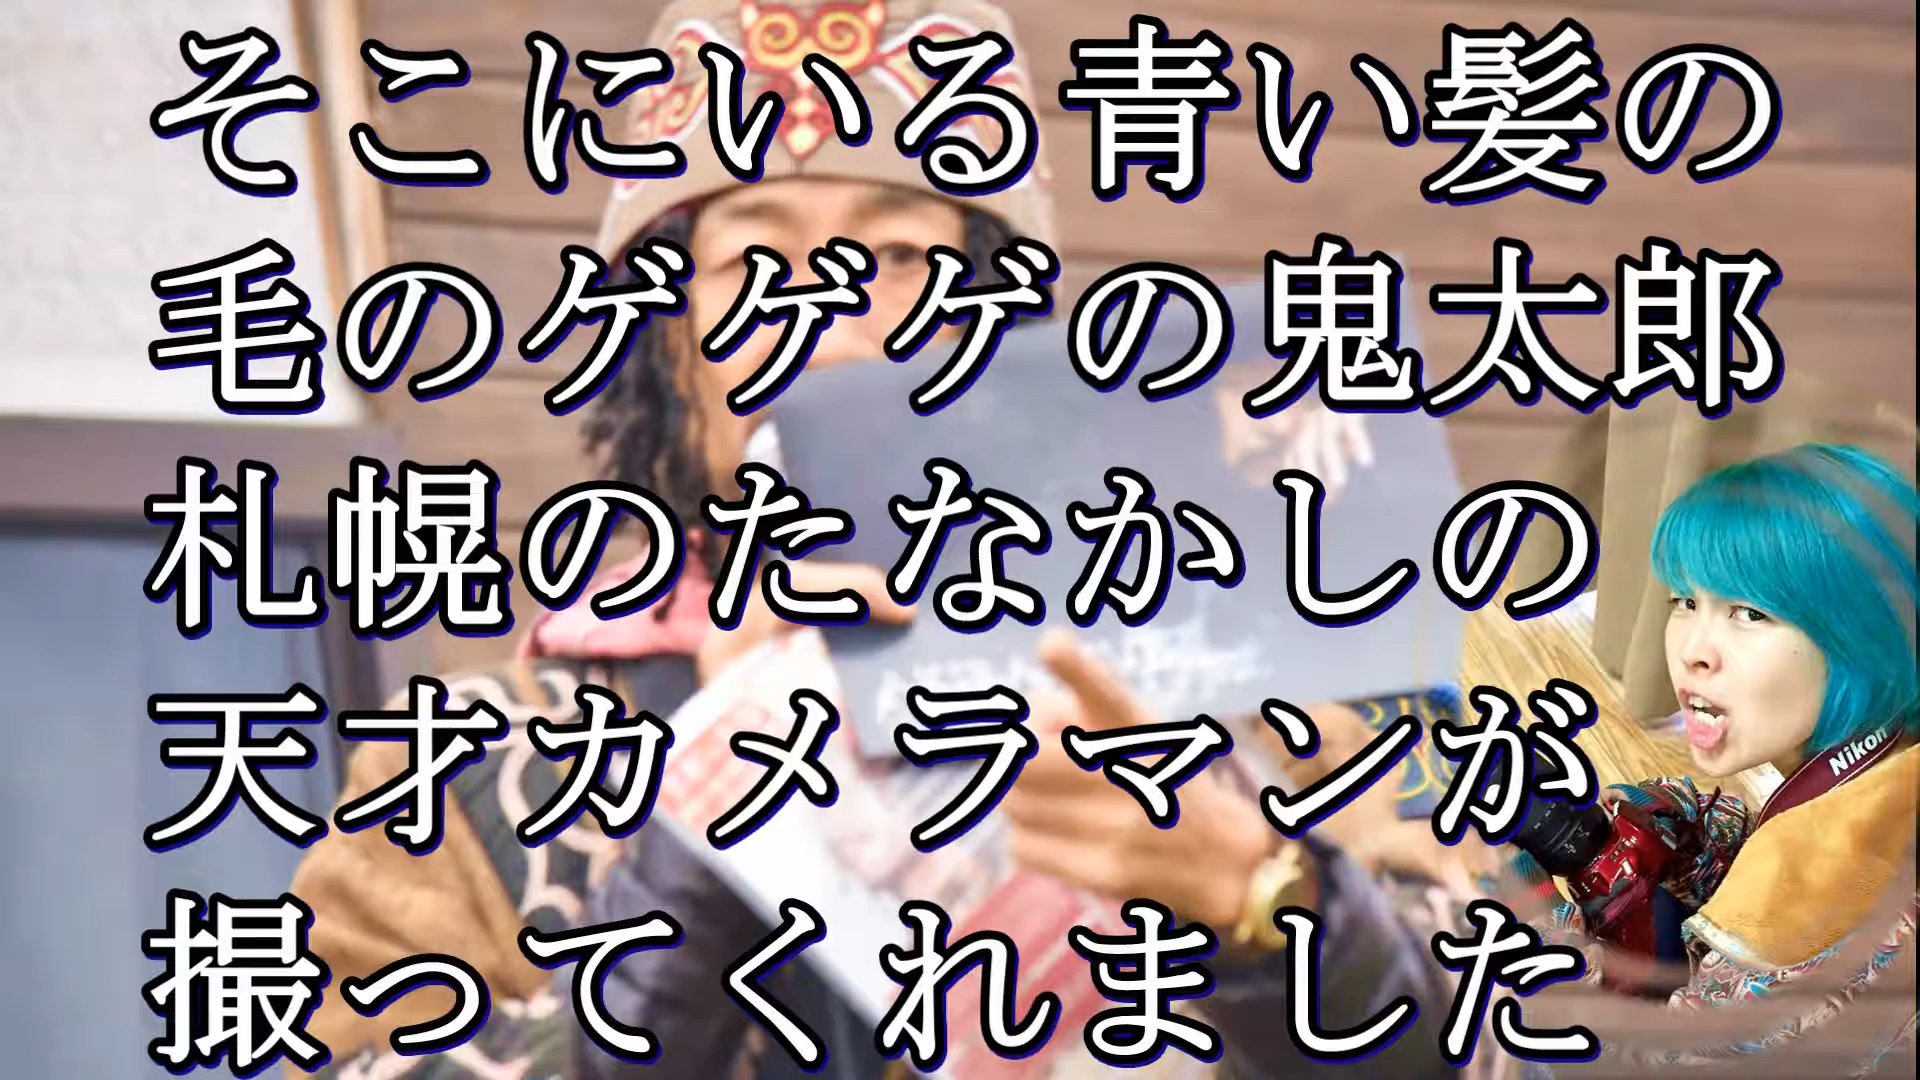 そこにいる青い髪の
毛のゲゲゲの鬼太郎
札幌のたなかしの
天才カメラマンが
撮ってくれました
Nikon